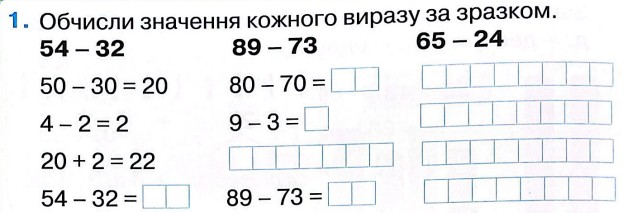 1. Обчисли значення кожного виразу за зразком.
54 – 32 89 – 73 65 – 24
50 – 30 = 20 80 – 70 =
4 – 2 = 2 9 – 3 =
20 + 2 = 22
54 – 32 = 89 – 73 =